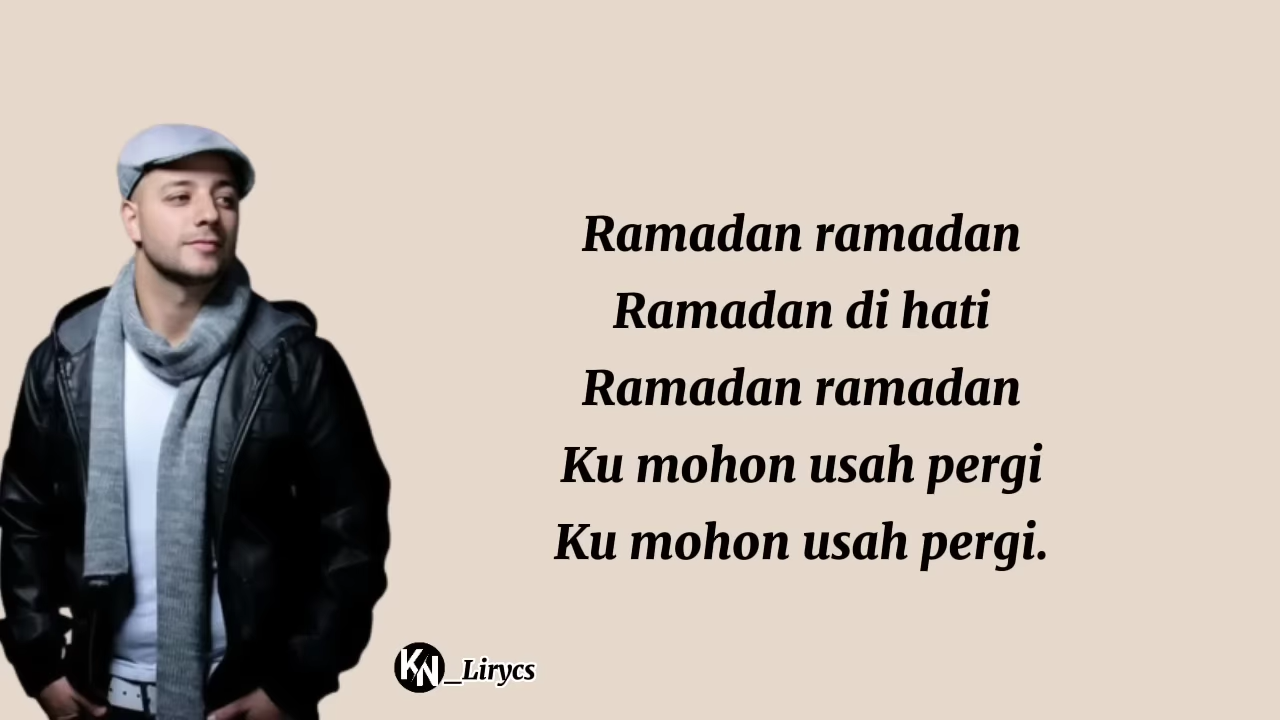 Ramadan ramadan
Ramadan di hati
Ramadan ramadan
Ku mohon usah pergi
Ku mohon usah pergi.
KN_Lirycs